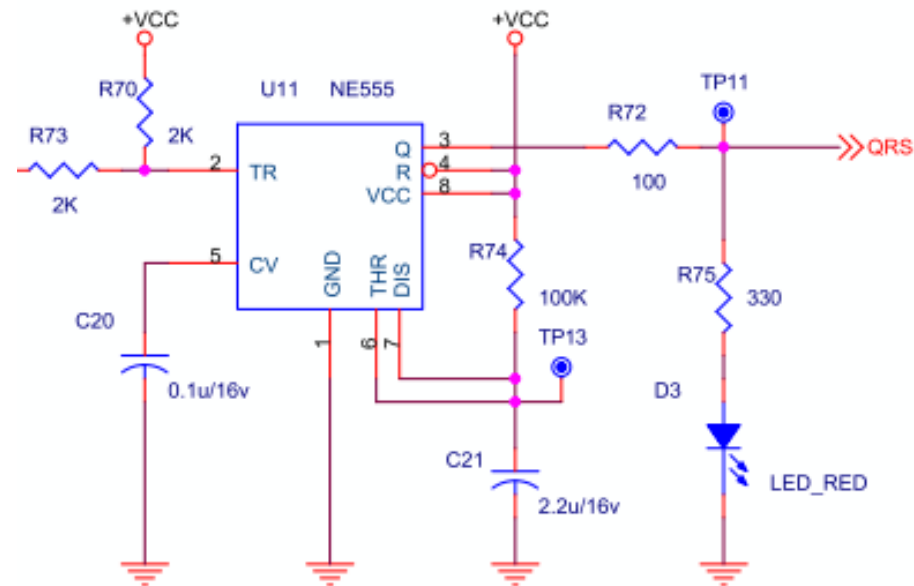 +VCC
+VCC
R70
U11 NE555
TP11
R73
2K
R72
2
TR
Q
3
QRS
R
4
2K
VCC
8
100
5
CV
GND
THR
DIS
R74
R75
100K
330
C20
1
6
7
TP13
0.1u/16v
D3
C21
LED_RED
2.2u/16v